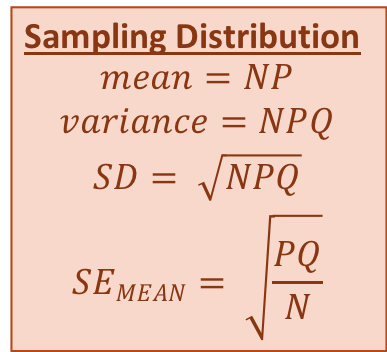 Sampling Distribution
mean = NP
variance = NPQ
SD = √NPQ
SE_MEAN = √(PQ/N)